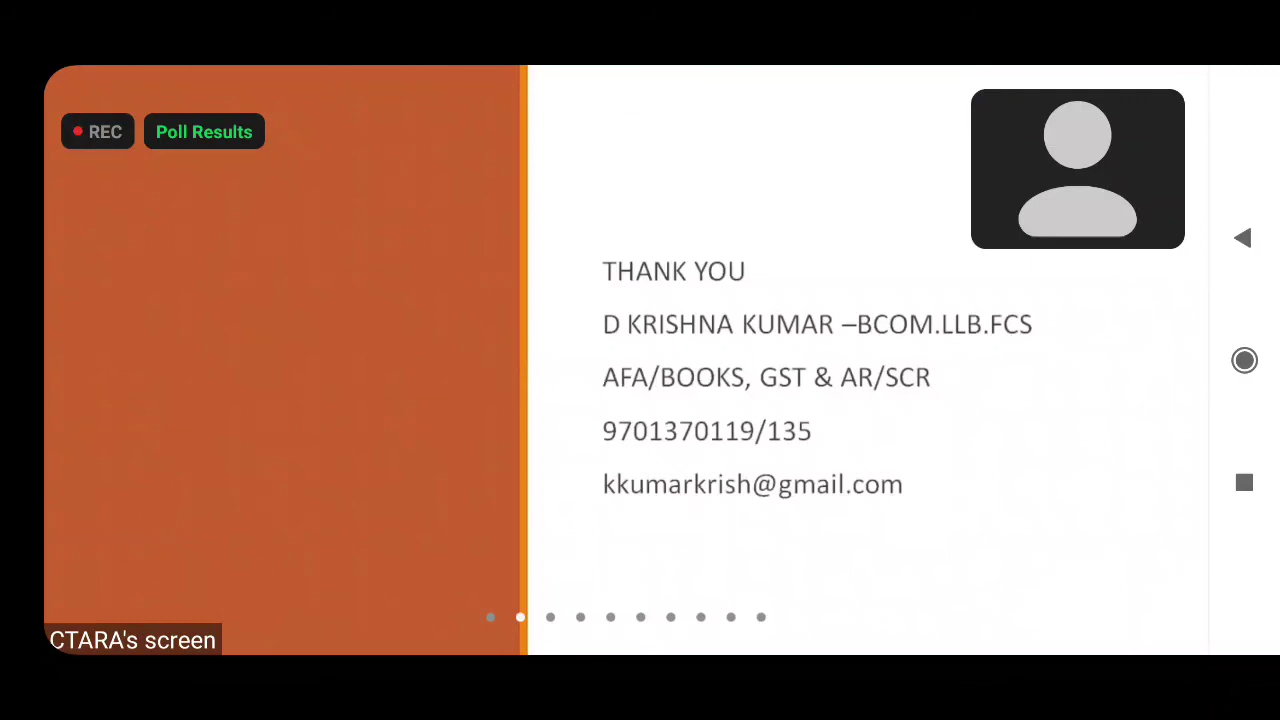 REC
Poll Results
THANK YOU
D KRISHNA KUMAR –BCOM.LLB.FCS
AFA/BOOKS, GST & AR/SCR
9701370119/135
kkumarkrish@gmail.com
CTARA's screen